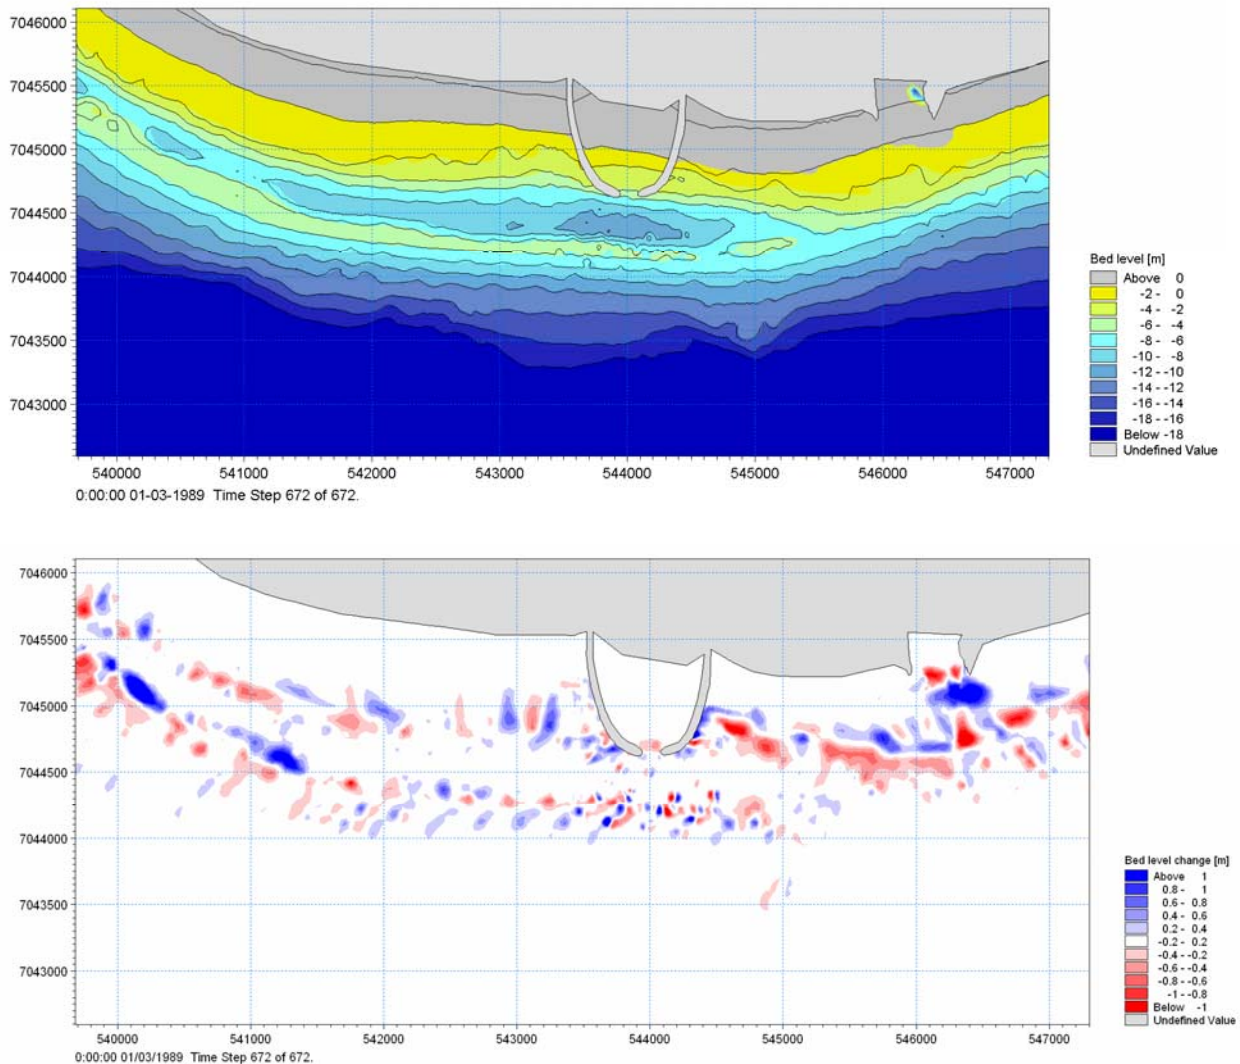 7046000
7045500
7045000
7044500
7044000
7043500
7043000
540000 541000 542000 543000 544000 545000 546000 547000
0:00:00 01-03-1989 Time Step 672 of 672.
Bed level [m]
Above 0
-2 - 0
-4 - -2
-6 - -4
-8 - -6
-10 - -8
-12 - -10
-14 - -12
-16 - -14
-18 - -16
Below -18
Undefined Value
7046000
7045500
7045000
7044500
7044000
7043500
7043000
540000 541000 542000 543000 544000 545000 546000 547000
0:00:00 01/03/1989 Time Step 672 of 672.
Bed level change [m]
Above 1
0.8 - 1
0.6 - 0.8
0.4 - 0.6
0.2 - 0.4
-0.2 - 0.2
-0.4 - -0.2
-0.6 - -0.4
-0.8 - -0.6
-1 - -0.8
Below -1
Undefined Value